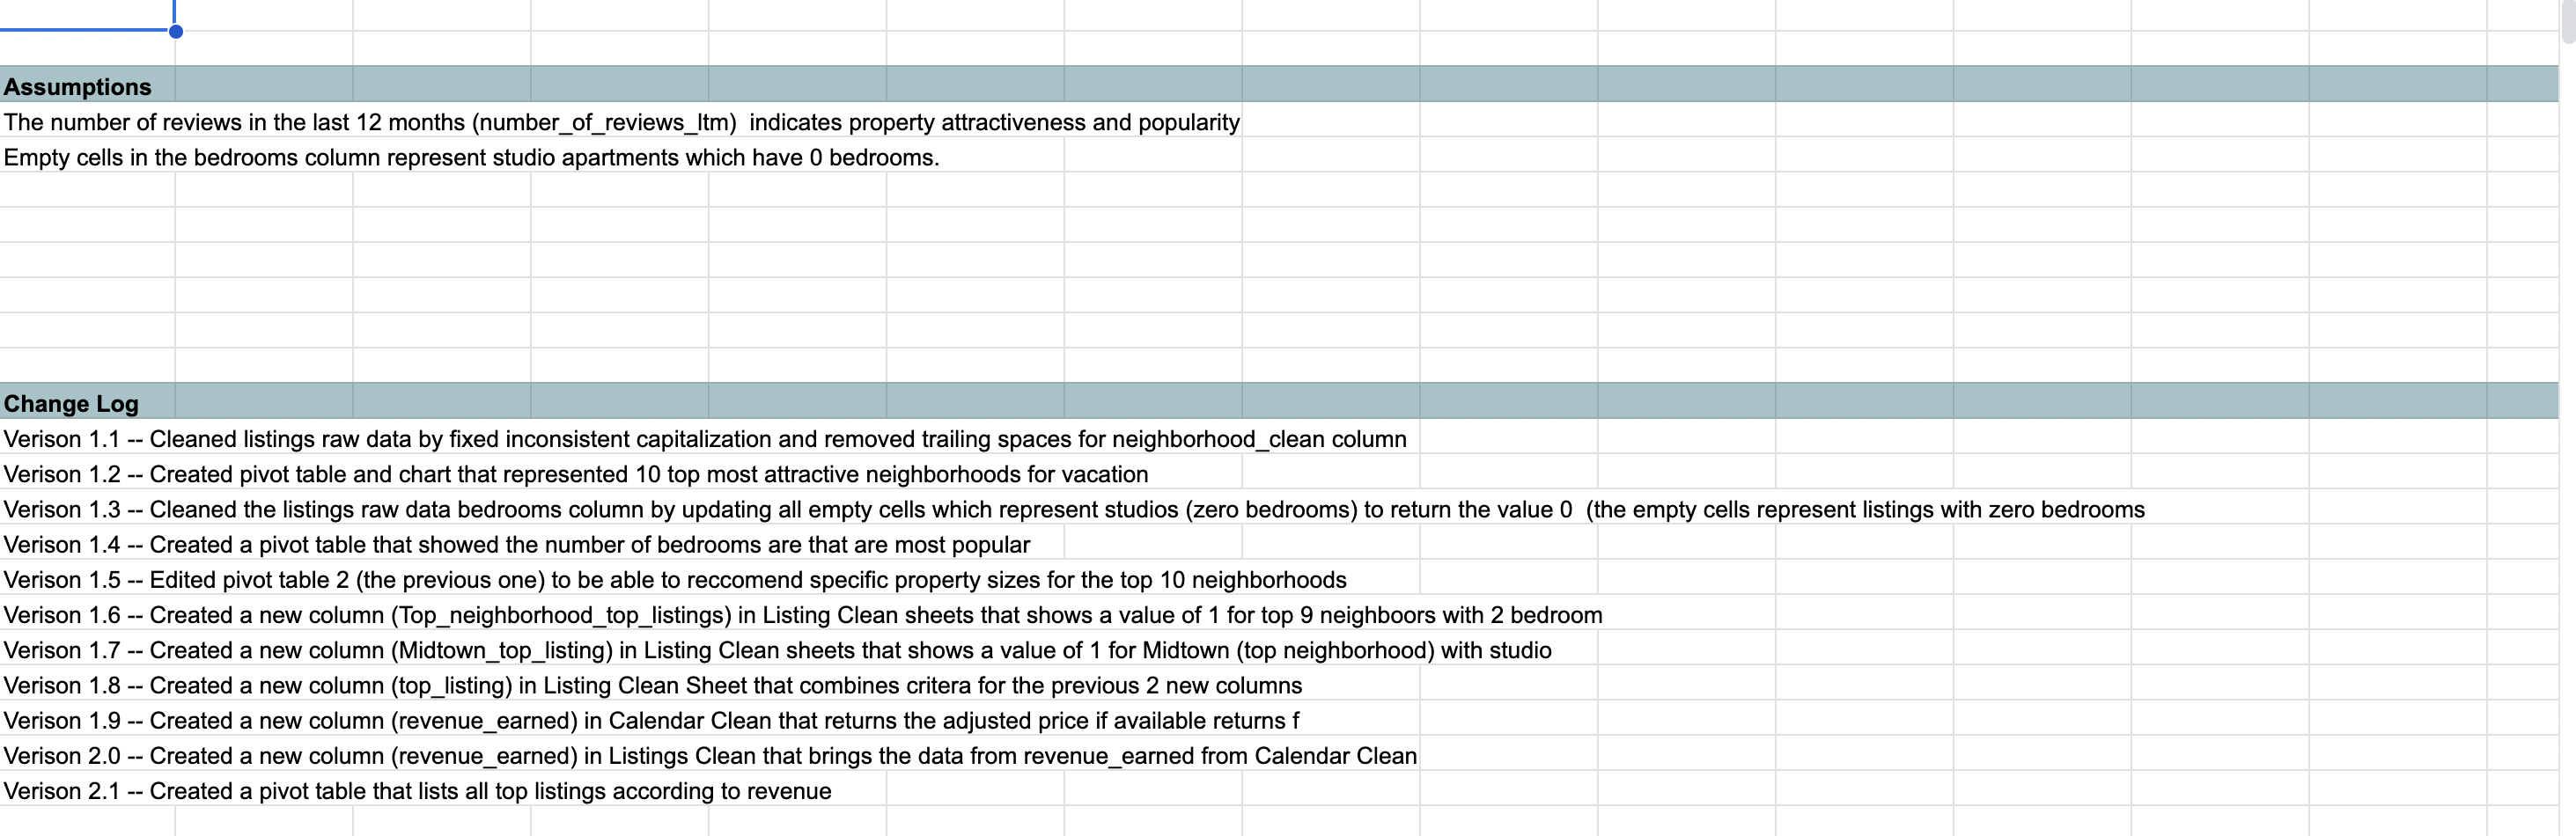 Assumptions
The number of reviews in the last 12 months (number_of_reviews_ltm)  indicates property attractiveness and popularity
Empty cells in the bedrooms column represent studio apartments which have 0 bedrooms.
Change Log
Verison 1.1 -- Cleaned listings raw data by fixed inconsistent capitalization and removed trailing spaces for neighborhood_clean column
Verison 1.2 -- Created pivot table and chart that represented 10 top most attractive neighborhoods for vacation
Verison 1.3 -- Cleaned the listings raw data bedrooms column by updating all empty cells which represent studios (zero bedrooms) to return the value 0  (the empty cells represent listings with zero bedrooms
Verison 1.4 -- Created a pivot table that showed the number of bedrooms are that are most popular
Verison 1.5 -- Edited pivot table 2 (the previous one) to be able to reccomend specific property sizes for the top 10 neighborhoods
Verison 1.6 -- Created a new column (Top_neighborhood_top_listings) in Listing Clean sheets that shows a value of 1 for top 9 neighboors with 2 bedroom
Verison 1.7 -- Created a new column (Midtown_top_listing) in Listing Clean sheets that shows a value of 1 for Midtown (top neighborhood) with studio
Verison 1.8 -- Created a new column (top_listing) in Listing Clean Sheet that combines critera for the previous 2 new columns
Verison 1.9 -- Created a new column (revenue_earned) in Calendar Clean that returns the adjusted price if available returns f
Verison 2.0 -- Created a new column (revenue_earned) in Listings Clean that brings the data from revenue_earned from Calendar Clean
Verison 2.1 -- Created a pivot table that lists all top listings according to revenue